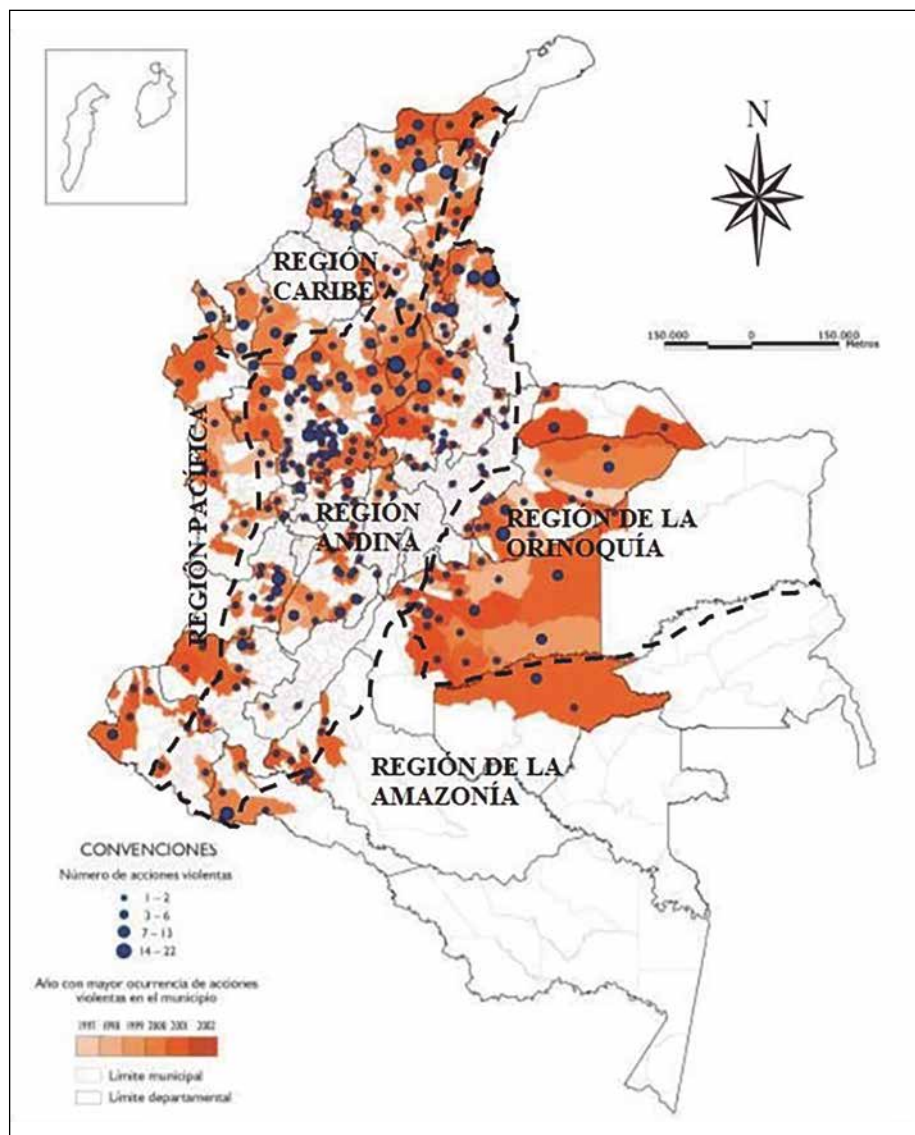 N
150.000 0 150.000
Metros
REGIÓN
CARIBE
REGIÓN PACÍFICA
REGIÓN
ANDINA
REGIÓN DE LA
ORINOQUÍA
REGIÓN DE LA
AMAZONÍA
CONVENCIONES
Número de acciones violentas
1 – 2
3 – 6
7 – 13
14 – 22
Año con mayor ocurrencia de acciones
violentas en el municipio
1997 1998 1999 2000 2001 2002
Límite municipal
Límite departamental